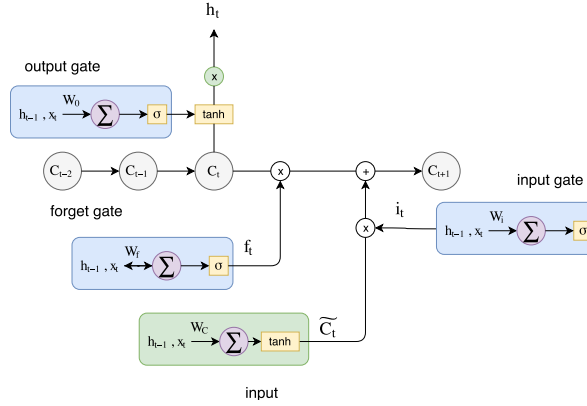 h_t
x
output gate
h_{t-1} , x_t W_0 ∑ σ
tanh
C_{t-2} C_{t-1} C_t x + C_{t+1}
input gate
forget gate
i_t
h_{t-1} , x_t W_i ∑ σ
x
f_t
h_{t-1} , x_t W_f ∑ σ
C̃_t
h_{t-1} , x_t W_C ∑ tanh
input